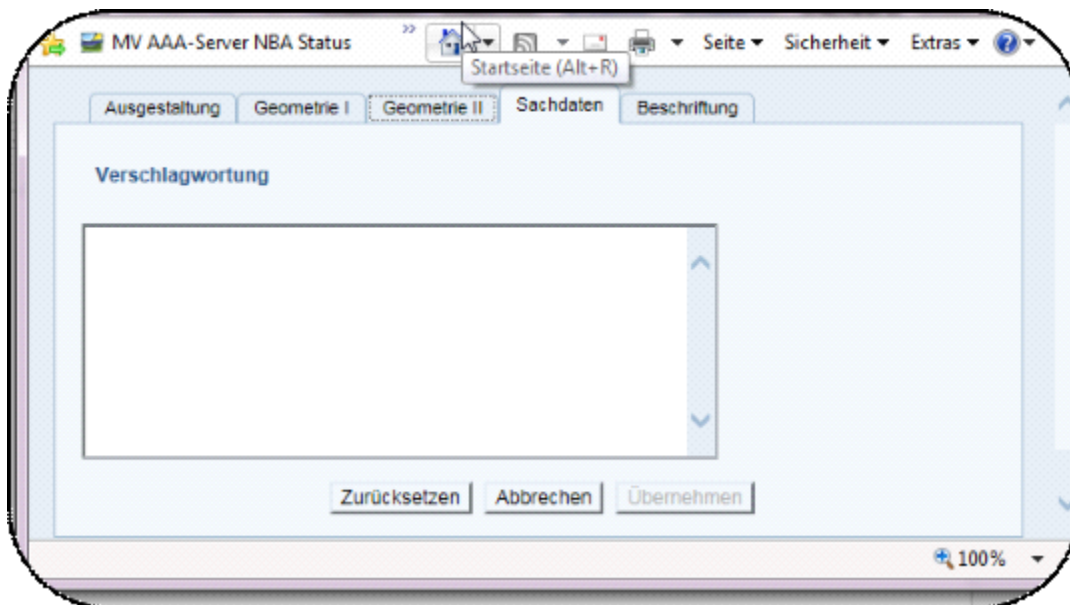 MV AAA-Server NBA Status » Seite Sicherheit Extras ?
Startseite (Alt+R)
Ausgestaltung Geometrie I Geometrie II Sachdaten Beschriftung
Verschlagwortung
Zurücksetzen Abbrechen Übernehmen
100%